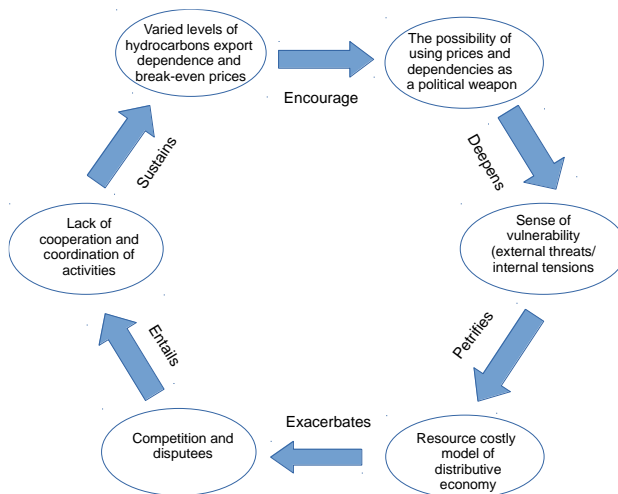 Varied levels of
hydrocarbons export
dependence and
break-even prices
Encourage
The possibility of
using prices and
dependencies as
a political weapon
Deepens
Sense of
vulnerability
(external threats/
internal tensions
Petrifies
Resource costly
model of
distributive
economy
Exacerbates
Competition and
disputees
Entails
Lack of
cooperation and
coordination of
activities
Sustains